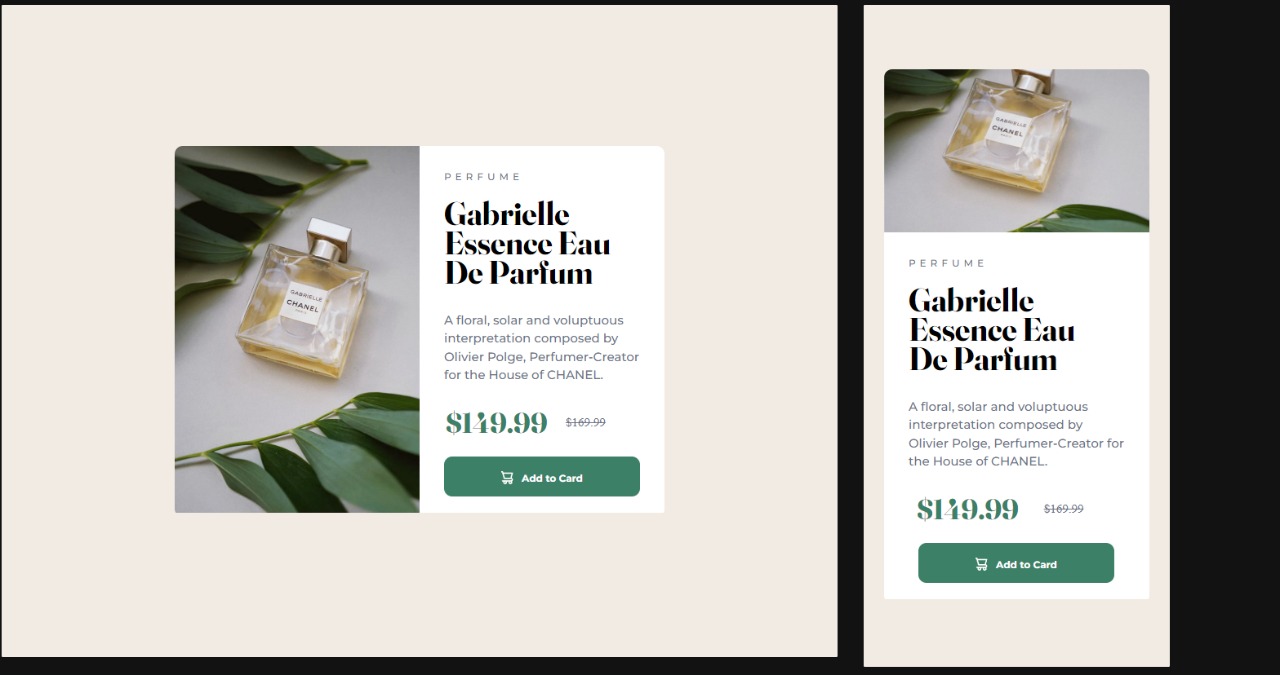 GABRIELLE
CHANEL
PERFUME
Gabrielle
Essence Eau
De Parfum
A floral, solar and voluptuous
interpretation composed by
Olivier Polge, Perfumer-Creator
for the House of CHANEL.
$149.99 $169.99
Add to Card
GABRIELLE
CHANEL
PERFUME
Gabrielle
Essence Eau
De Parfum
A floral, solar and voluptuous
interpretation composed by
Olivier Polge, Perfumer-Creator for
the House of CHANEL.
$149.99 $169.99
Add to Card